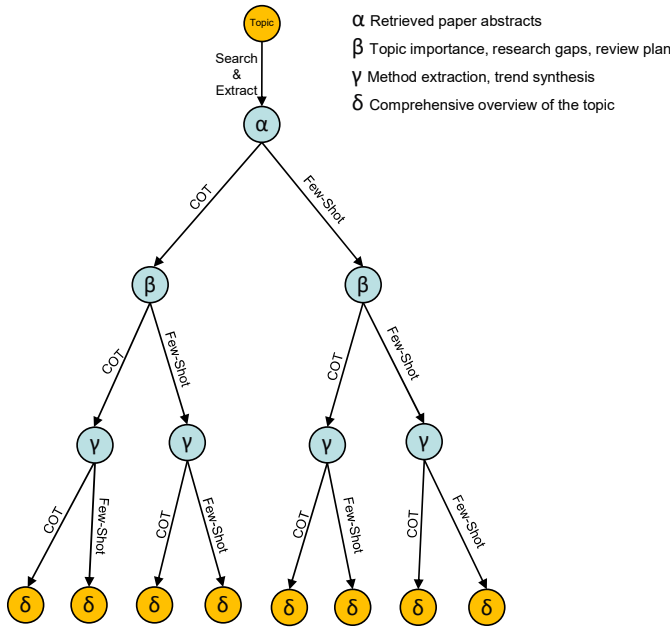 Topic
α Retrieved paper abstracts
β Topic importance, research gaps, review plan
γ Method extraction, trend synthesis
δ Comprehensive overview of the topic
Search
&
Extract
α
COT
Few-Shot
β
β
COT
Few-Shot
COT
Few-Shot
γ
γ
γ
γ
COT
Few-Shot
COT
Few-Shot
COT
Few-Shot
COT
Few-Shot
δ
δ
δ
δ
δ
δ
δ
δ